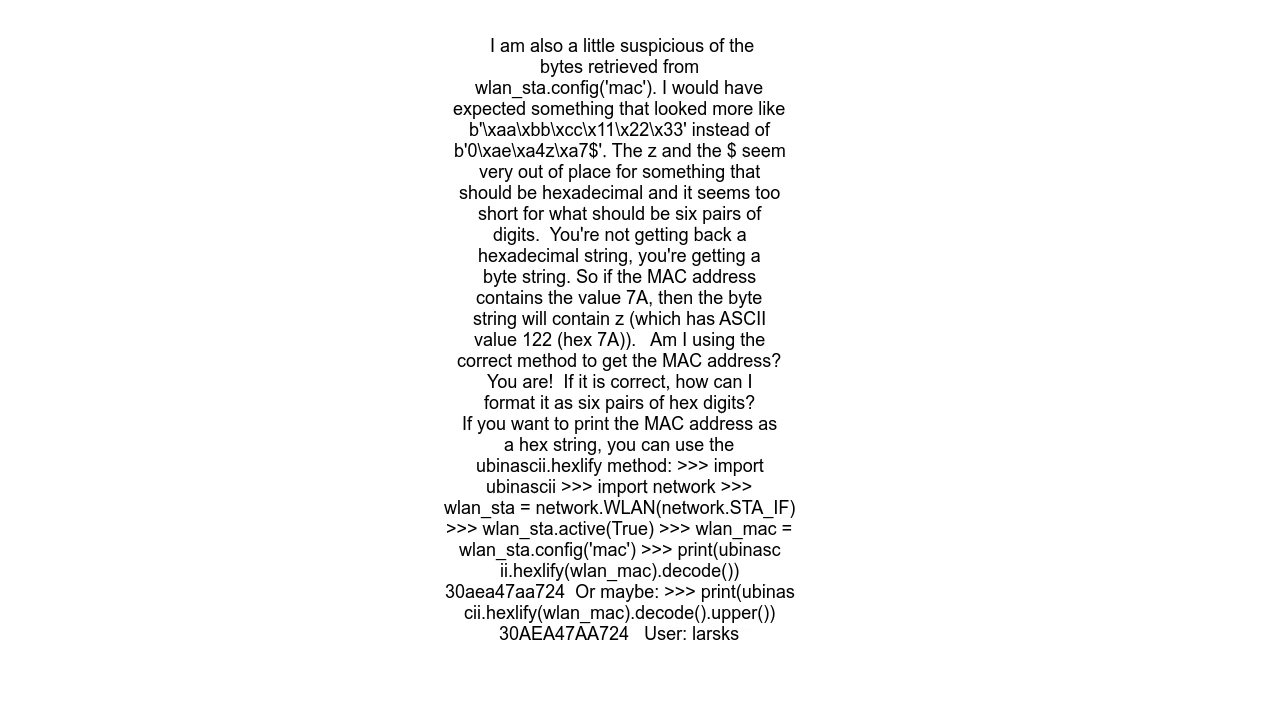 I am also a little suspicious of the
bytes retrieved from
wlan_sta.config('mac'). I would have
expected something that looked more like
b'\xaa\xbb\xcc\x11\x22\x33' instead of
b'0\xae\xa4z\xa7$'. The z and the $ seem
very out of place for something that
should be hexadecimal and it seems too
short for what should be six pairs of
digits.  You're not getting back a
hexadecimal string, you're getting a
byte string. So if the MAC address
contains the value 7A, then the byte
string will contain z (which has ASCII
value 122 (hex 7A)).   Am I using the
correct method to get the MAC address?
You are!  If it is correct, how can I
format it as six pairs of hex digits?
If you want to print the MAC address as
a hex string, you can use the
ubinascii.hexlify method: >>> import
ubinascii >>> import network >>>
wlan_sta = network.WLAN(network.STA_IF)
>>> wlan_sta.active(True) >>> wlan_mac =
wlan_sta.config('mac') >>> print(ubinasc
ii.hexlify(wlan_mac).decode())
30aea47aa724  Or maybe: >>> print(ubinas
cii.hexlify(wlan_mac).decode().upper())
30AEA47AA724   User: larsks